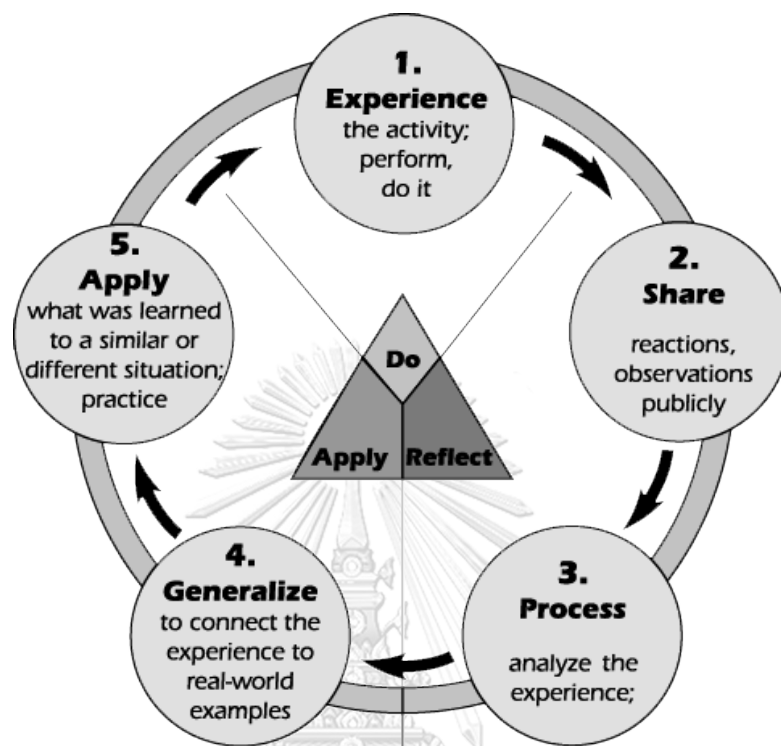 1.
Experience
the activity;
perform,
do it
2.
Share
reactions,
observations
publicly
3.
Process
analyze the
experience;
4.
Generalize
to connect the
experience to
real-world
examples
5.
Apply
what was learned
to a similar or
different situation;
practice
Do
Apply
Reflect